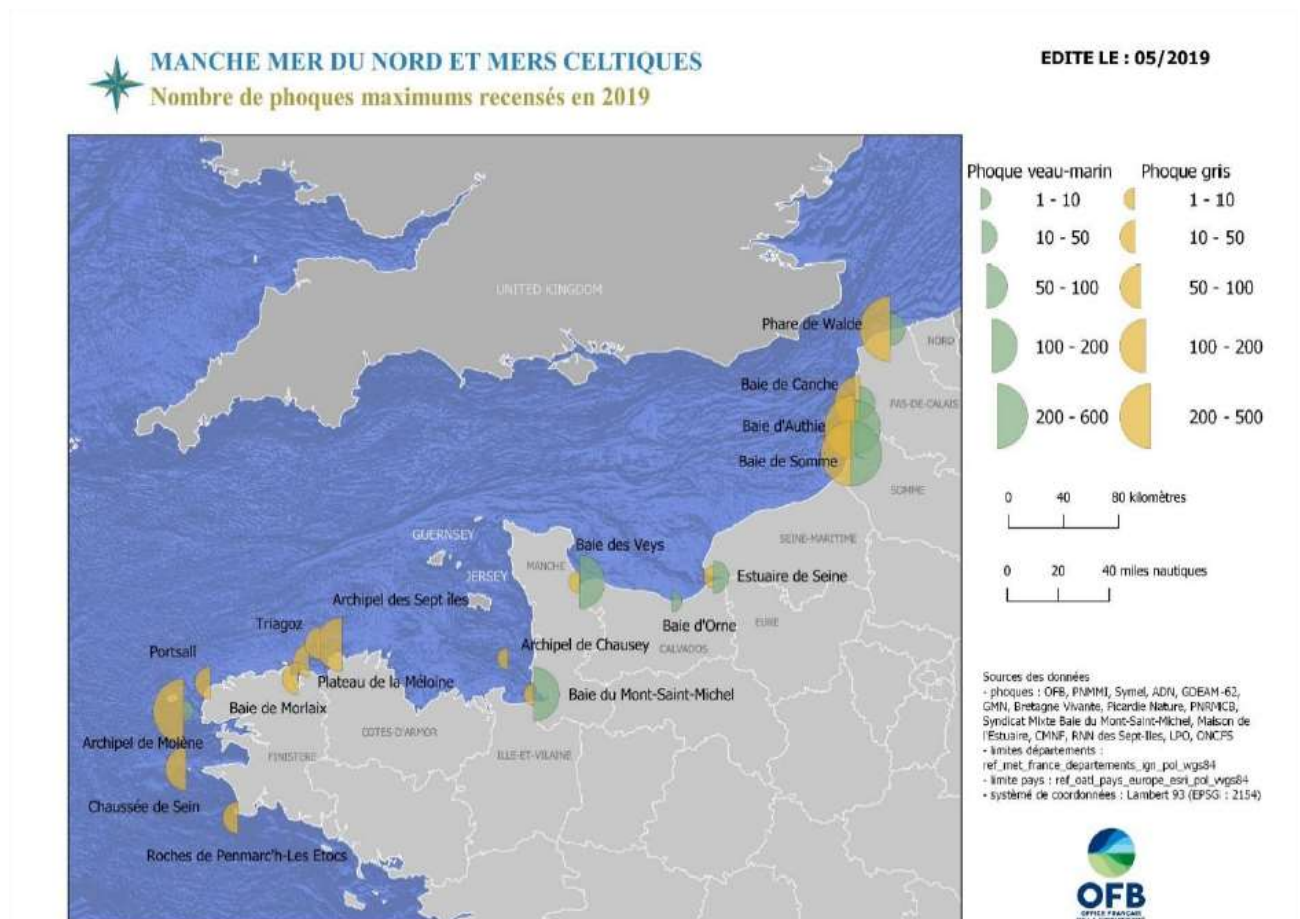 MANCHE MER DU NORD ET MERS CELTIQUES
Nombre de phoques maximums recensés en 2019
EDITE LE : 05/2019
Phoque veau-marin
Phoque gris
1 - 10
1 - 10
10 - 50
10 - 50
50 - 100
50 - 100
100 - 200
100 - 200
200 - 600
200 - 500
0 40 80 kilomètres
0 20 40 miles nautiques
UNITED KINGDOM
Phare de Walde
NORD
Baie de Canche
PAS-DE-CALAIS
Baie d'Authie
Baie de Somme
SOMME
GUERNSEY
Baie des Veys
SEINE-MARITIME
MANCHE
JERSEY
Estuaire de Seine
Archipel des Sept îles
Baie d'Orne
EURE
Triagoz
Archipel de Chausey
CALVADOS
Portsall
Plateau de la Méloine
Baie du Mont-Saint-Michel
Baie de Morlaix
COTES-D'ARMOR
Archipel de Molène
FINISTERE
ILLE-ET-VILAINE
Chaussée de Sein
Roches de Penmarc'h-Les Etocs
Sources des données
- phoques : OFB, PNMMI, Symel, ADN, GDEAM-62,
GMN, Bretagne Vivante, Picardie Nature, PNRMCB,
Syndicat Mixte Baie du Mont-Saint-Michel, Maison de
l'Estuaire, CMNF, RNN des Sept-Iles, LPO, ONCFS
- limites départements :
ref_met_france_departements_ign_pol_wgs84
- limite pays : ref_oatl_pays_europe_esri_pol_wgs84
- système de coordonnées : Lambert 93 (EPSG : 2154)
OFB
OFFICE FRANÇAIS